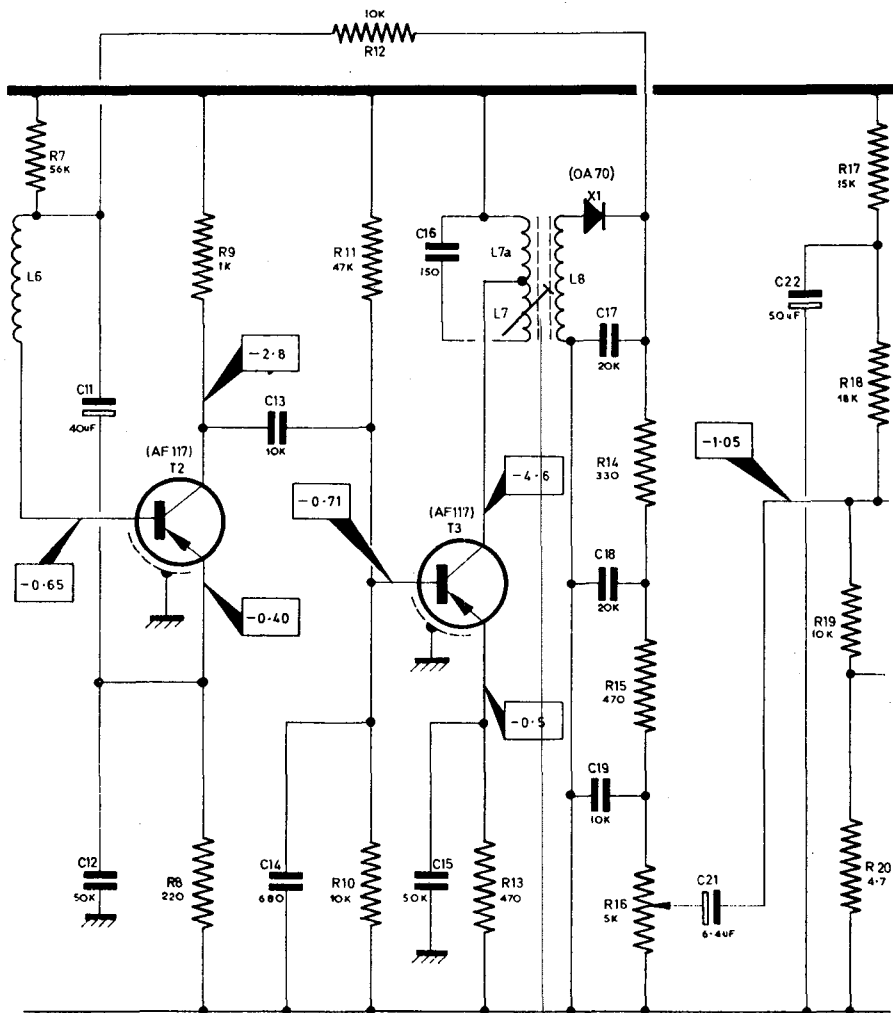 10K
R12
R7
56K
R17
15K
(OA 70)
X1
C16
150
L7a
R9
1K
R11
47K
L6
L7
L8
C22
50uF
C17
20K
-2.8
R18
18K
C11
40uF
C13
10K
-1.05
(AF 117)
T2
R14
330
-4.6
-0.71
(AF117)
T3
-0.65
C18
20K
-0.40
R19
10K
R15
470
-0.5
C19
10K
C12
50K
R8
220
C14
680
R10
10K
C15
50K
R13
470
R16
5K
C21
6.4uF
R20
4.7